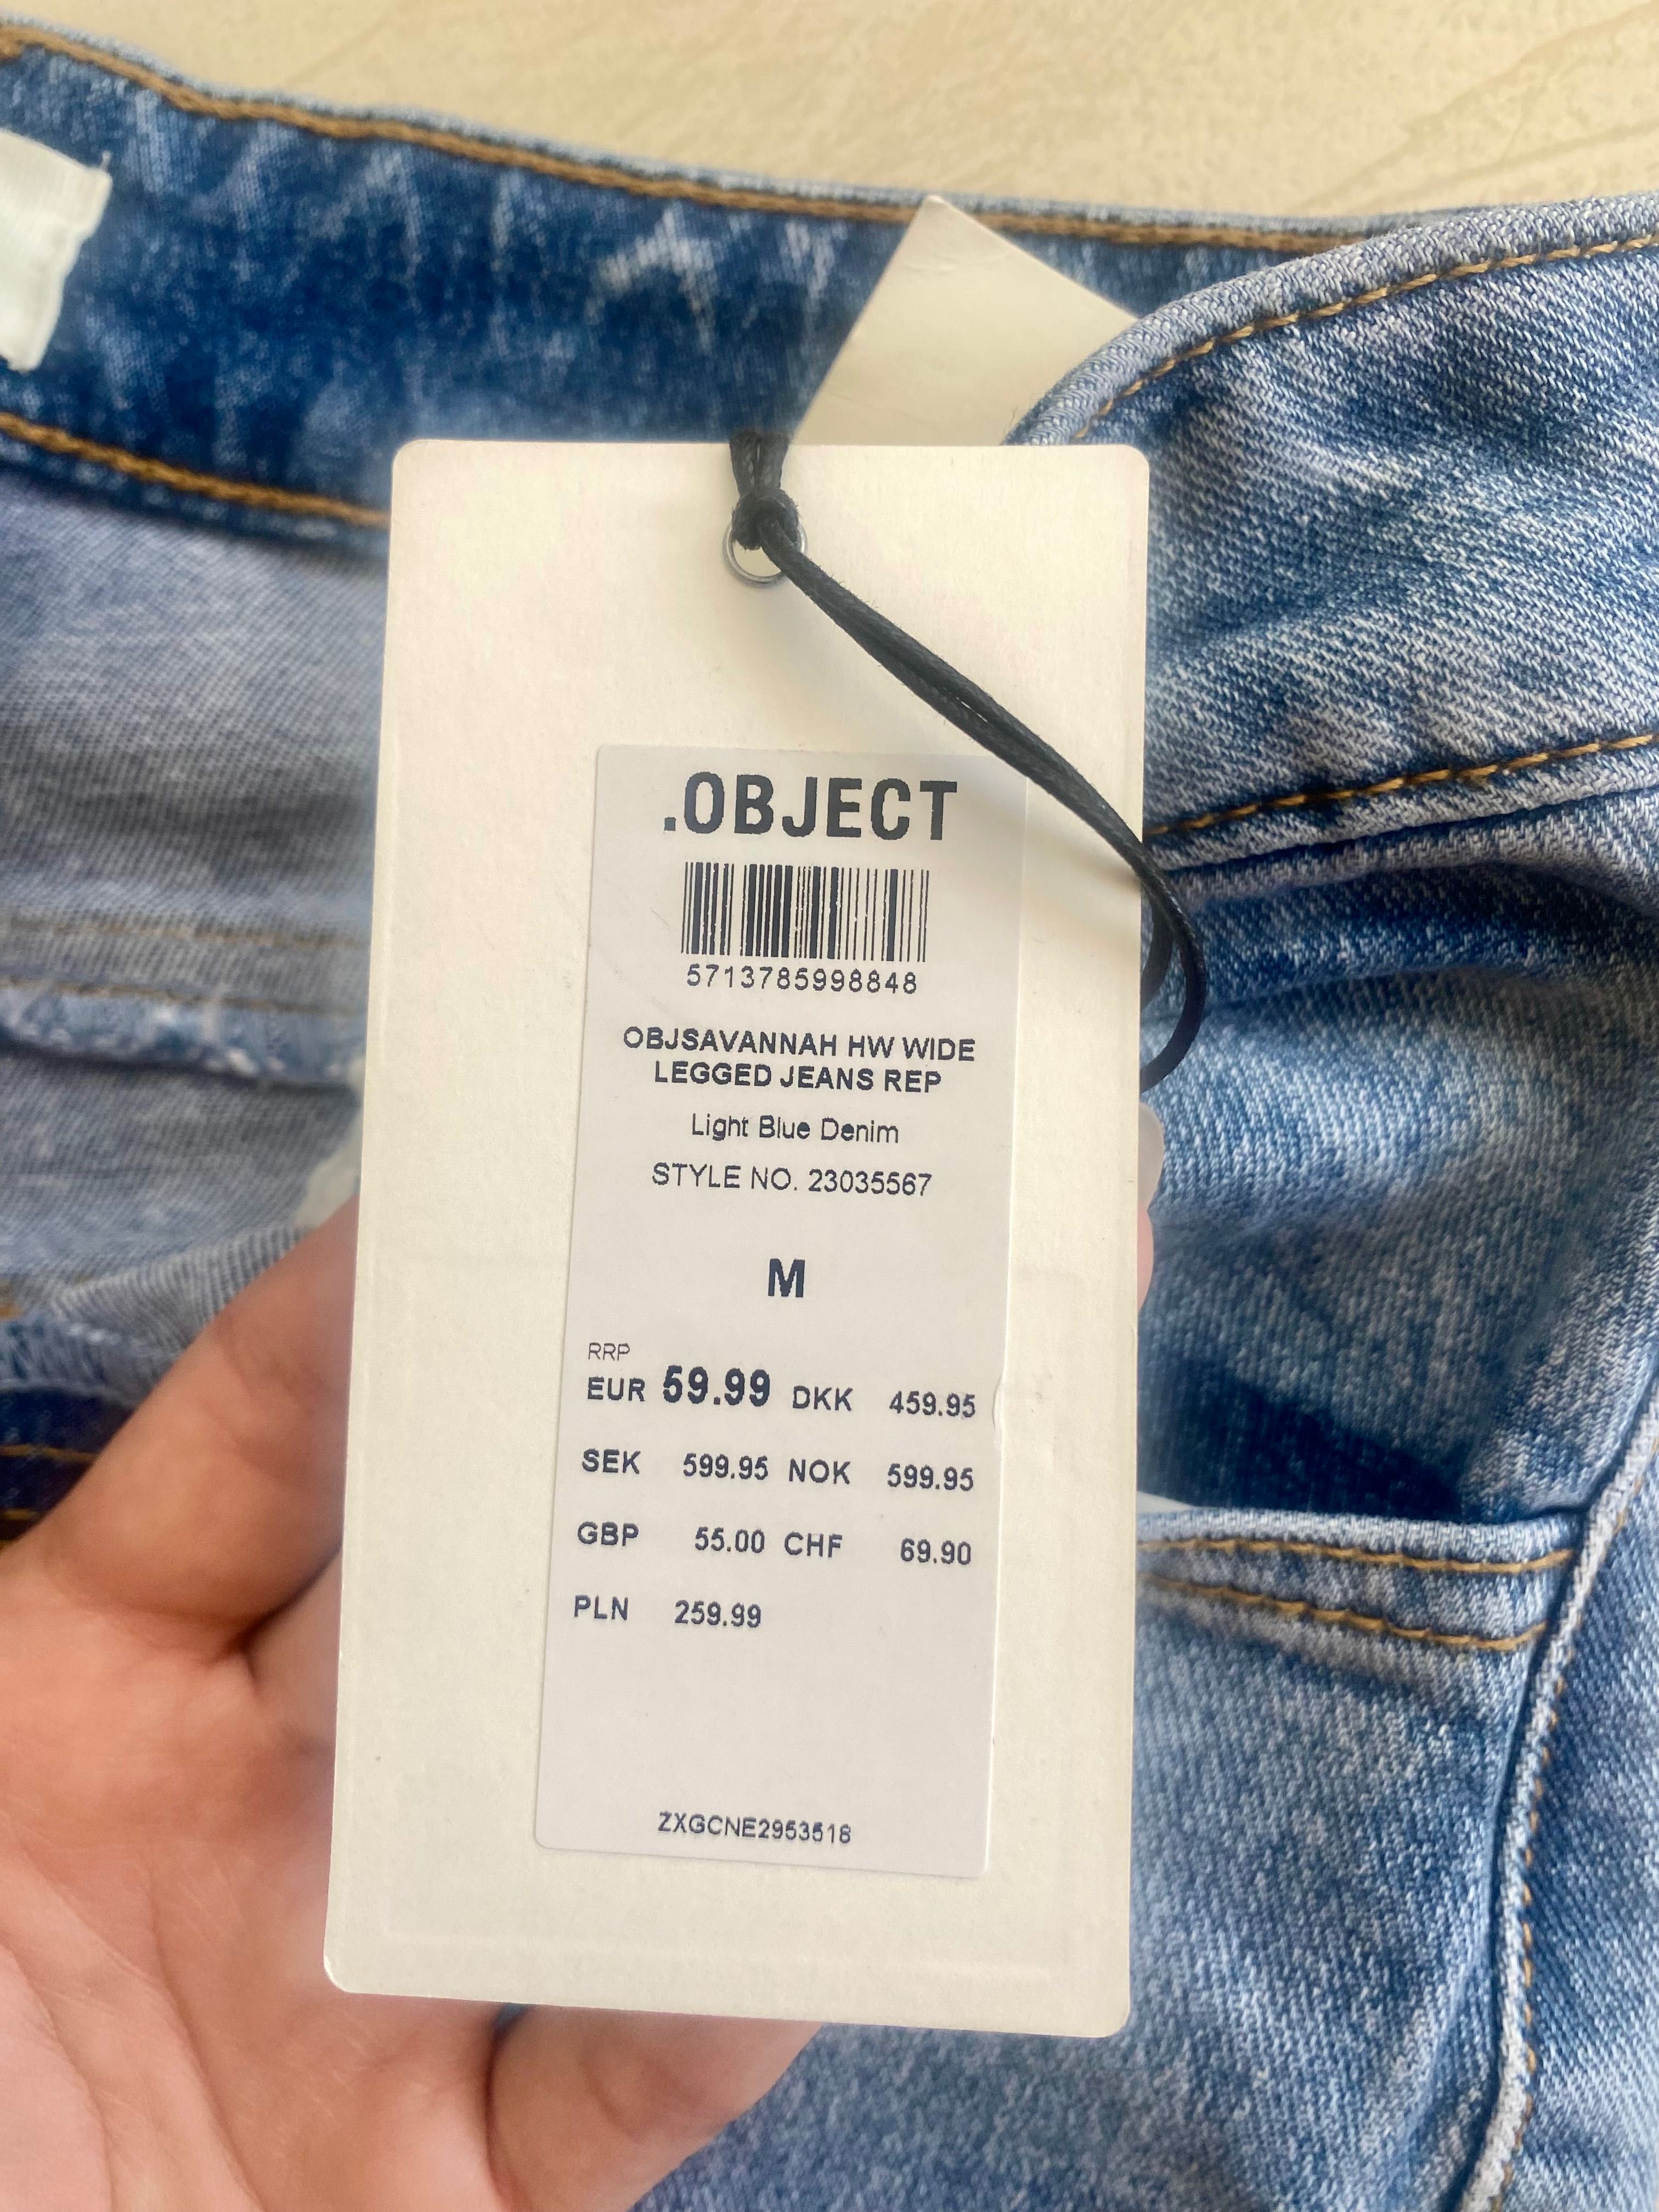 .OBJECT
5713785998848
OBJSAVANNAH HW WIDE
LEGGED JEANS REP
Light Blue Denim
STYLE NO. 23035567
M
RRP
EUR 59.99 DKK 459.95
SEK 599.95 NOK 599.95
GBP 55.00 CHF 69.90
PLN 259.99
ZXGCNE2953518